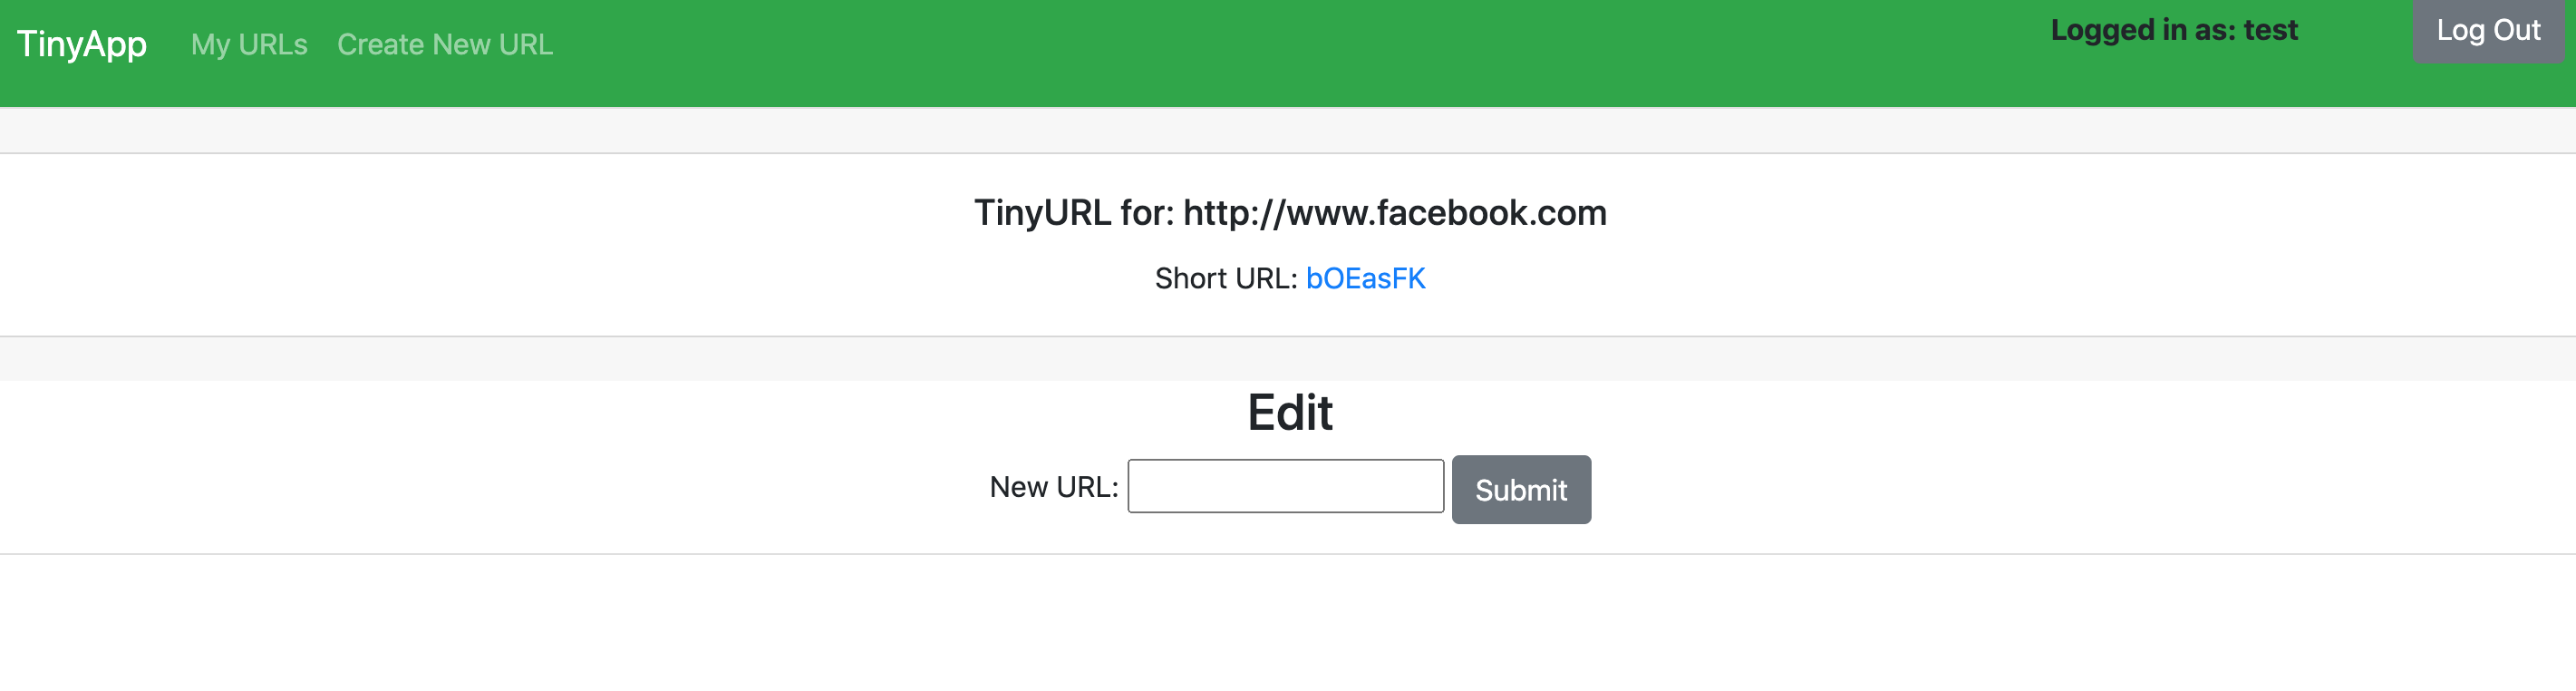 TinyApp My URLs Create New URL Logged in as: test Log Out
TinyURL for: http://www.facebook.com
Short URL: bOEasFK
Edit
New URL: Submit